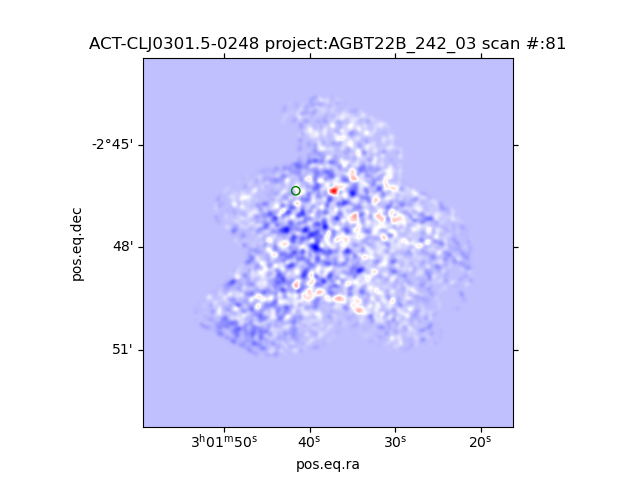 ACT-CLJ0301.5-0248 project:AGBT22B_242_03 scan #:81
-2°45'
48'
51'
pos.eq.dec
3ʰ01ᵐ50ˢ 40ˢ 30ˢ 20ˢ
pos.eq.ra